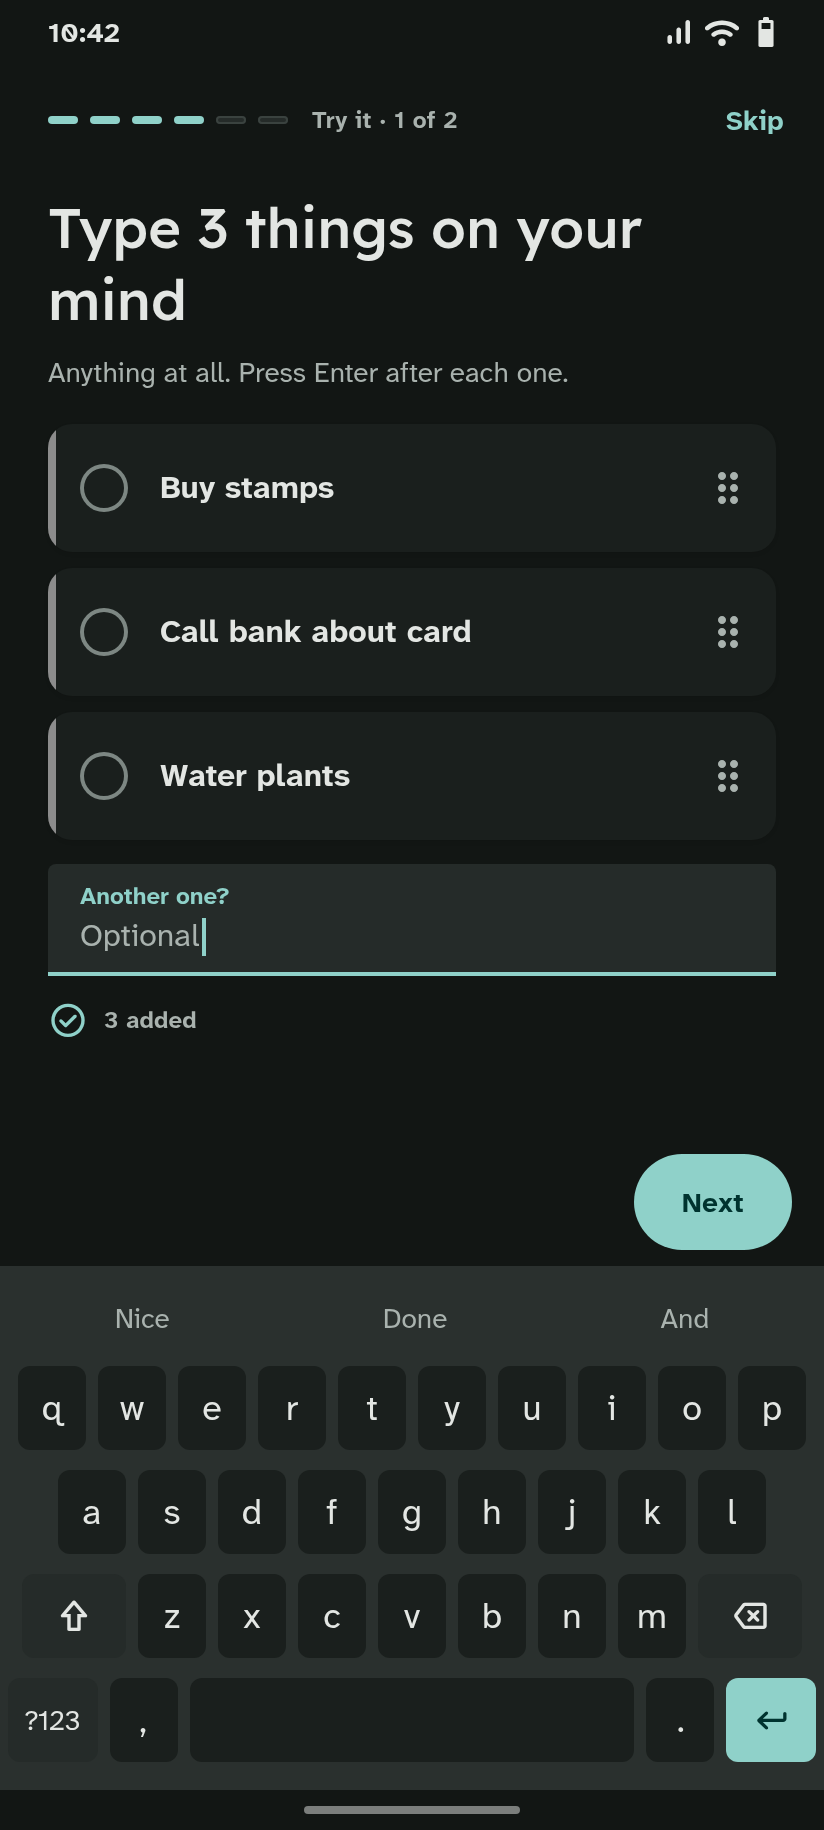 10:42
Try it · 1 of 2
Skip
Type 3 things on your
mind
Anything at all. Press Enter after each one.
Buy stamps
Call bank about card
Water plants
Another one?
Optional
3 added
Next
Nice Done And
q w e r t y u i o p
a s d f g h j k l
z x c v b n m
?123 , .